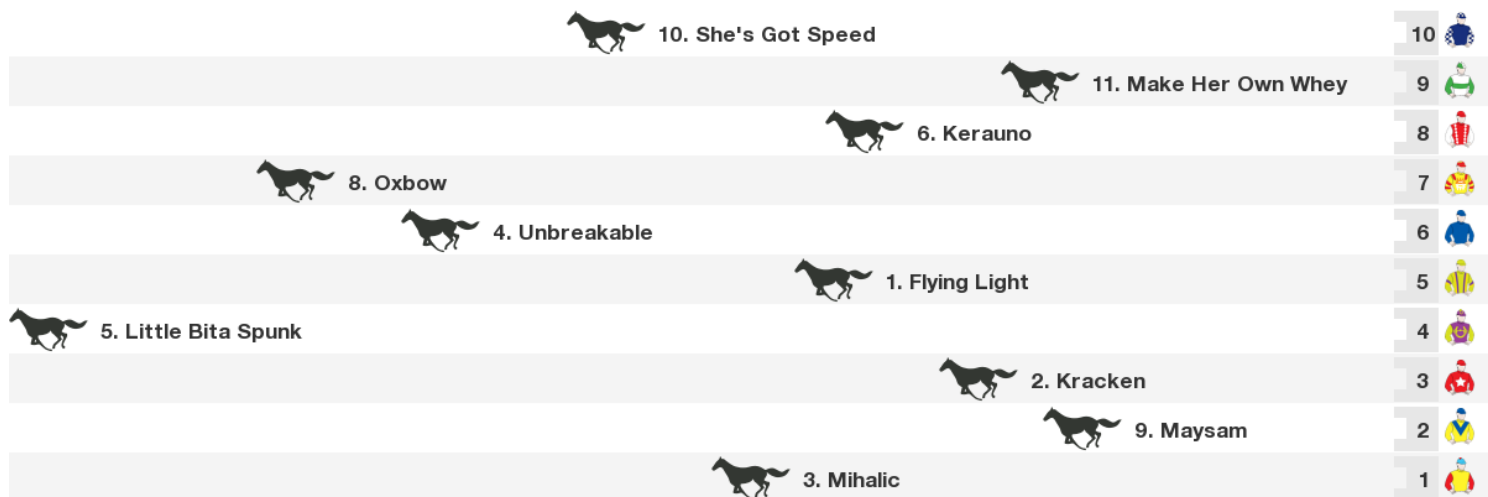 10. She's Got Speed 10
11. Make Her Own Whey 9
6. Kerauno 8
8. Oxbow 7
4. Unbreakable 6
1. Flying Light 5
5. Little Bita Spunk 4
2. Kracken 3
9. Maysam 2
3. Mihalic 1